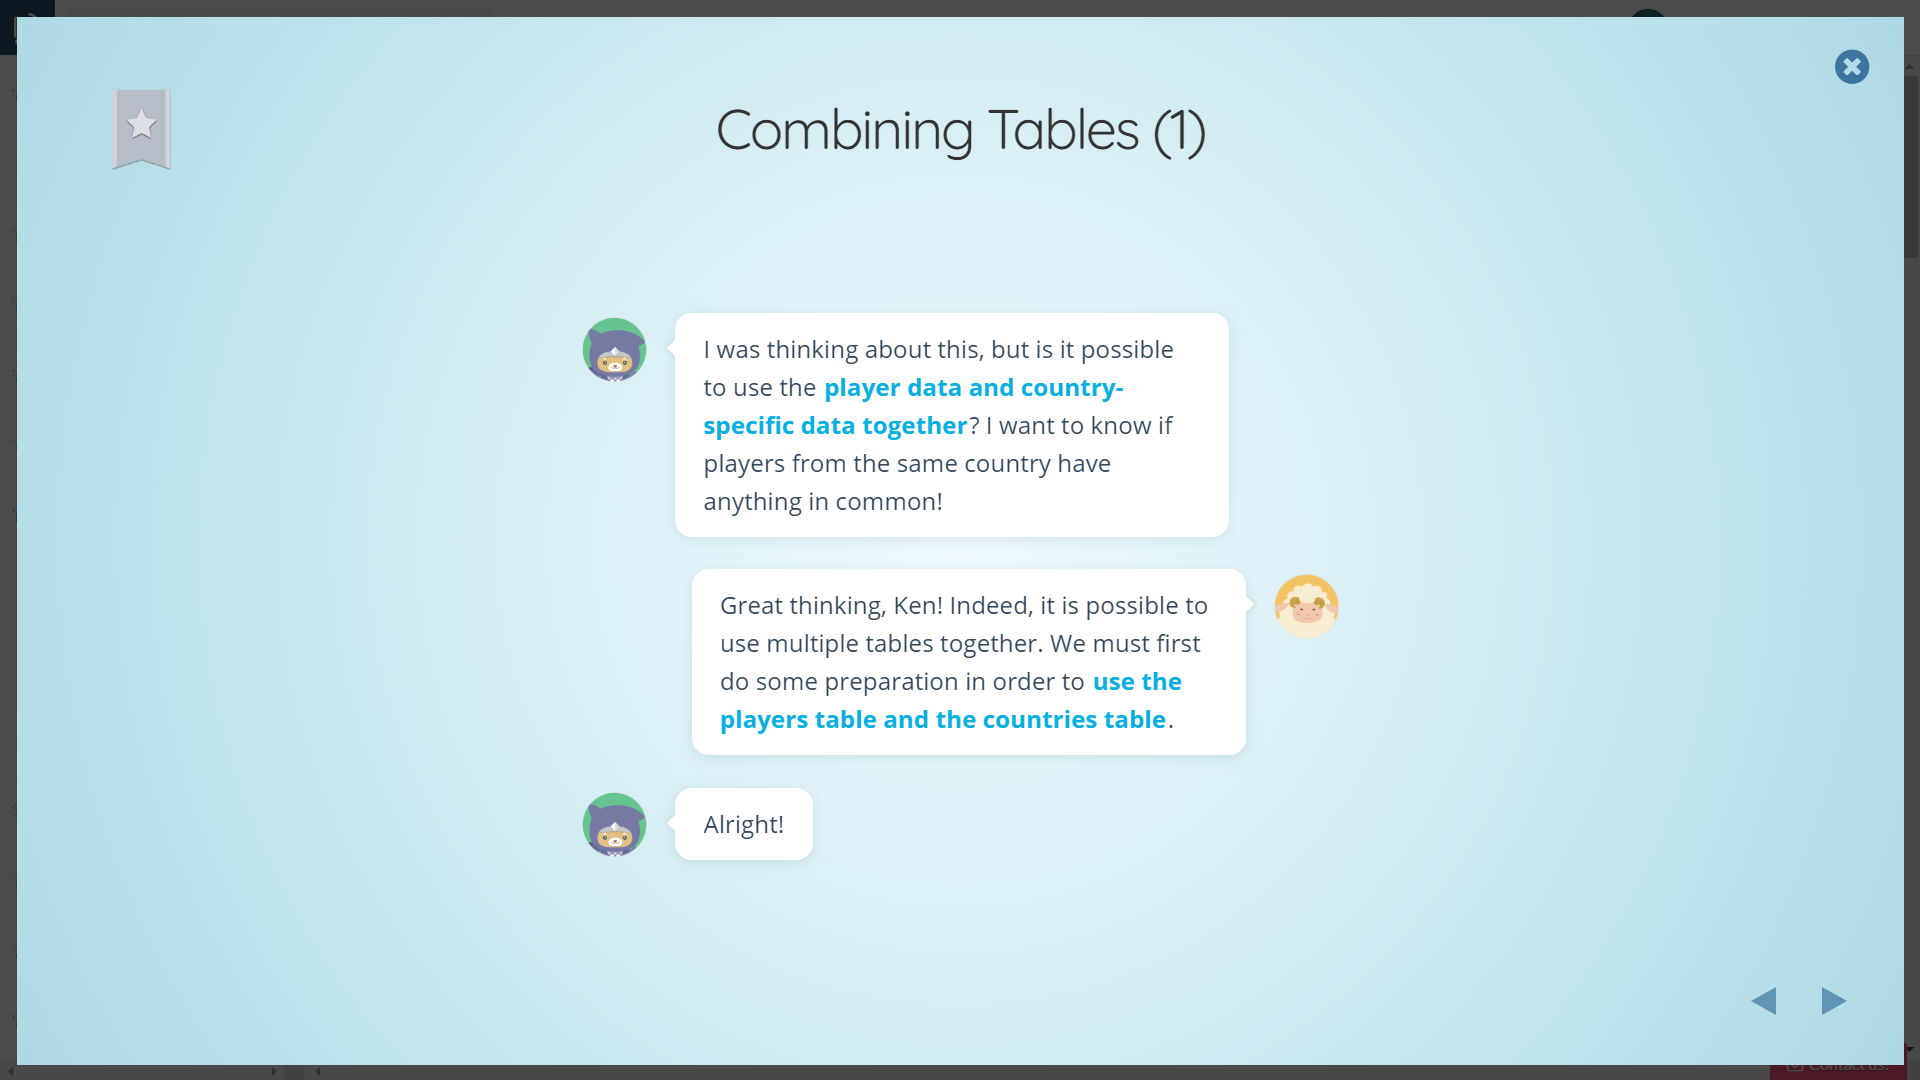 Combining Tables (1)
I was thinking about this, but is it possible
to use the player data and country-
specific data together? I want to know if
players from the same country have
anything in common!
Great thinking, Ken! Indeed, it is possible to
use multiple tables together. We must first
do some preparation in order to use the
players table and the countries table.
Alright!
Contact us!